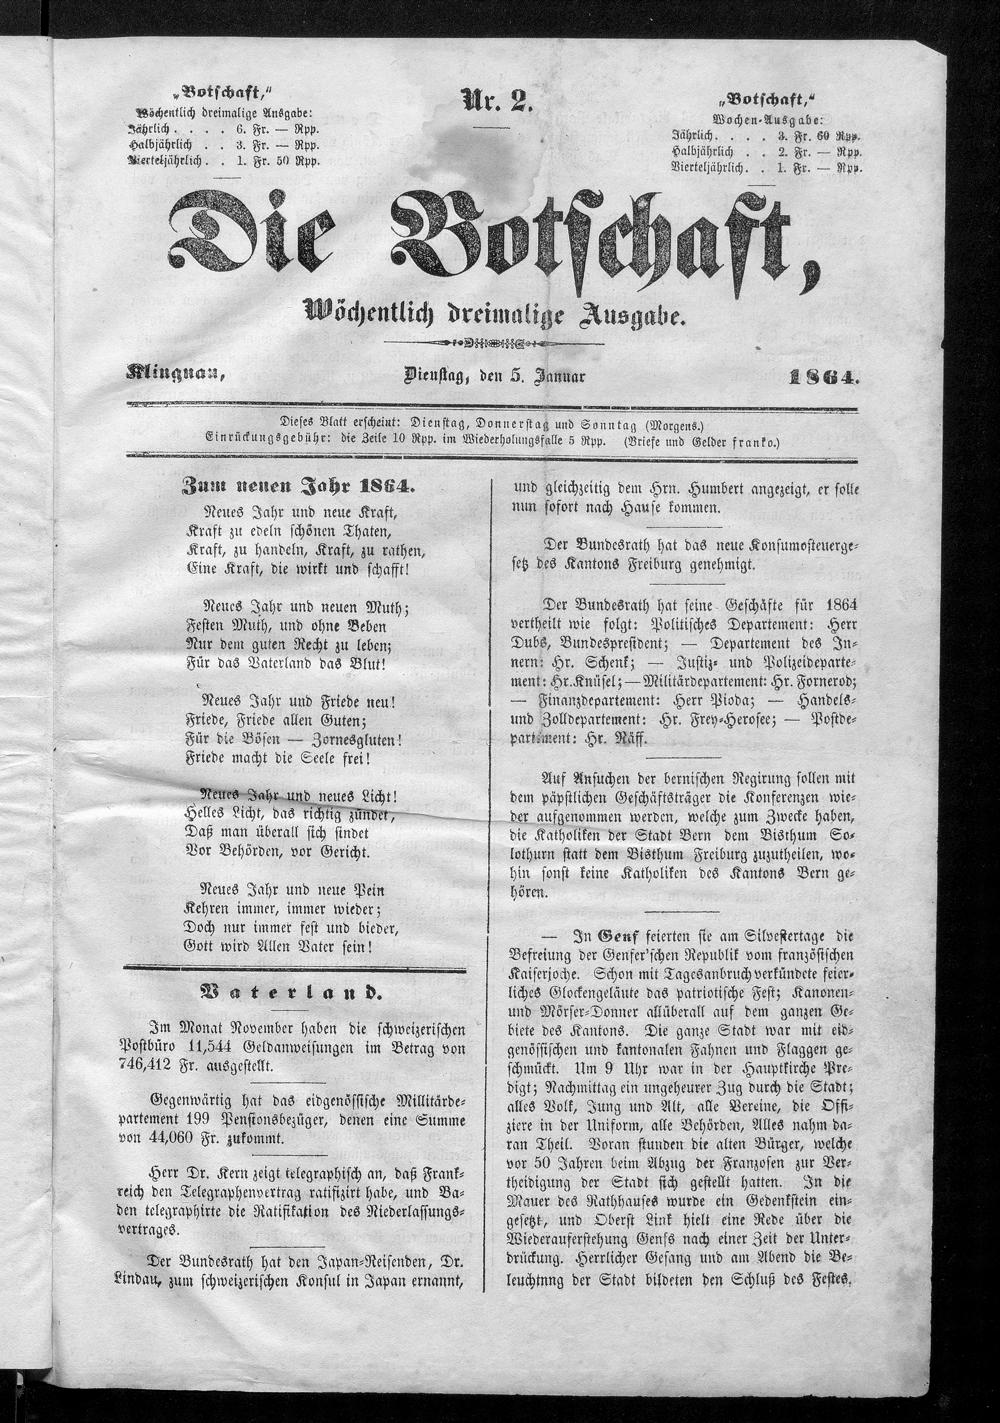 „Botschaft,“
Wöchentlich dreimalige Ausgabe:
Jährlich . . . . 6. Fr. — Rpp.
Halbjährlich . . 3. Fr. — Rpp.
Vierteljährlich . . 1. Fr. 50 Rpp.
Nr. 2.
„Botschaft,“
Wochen-Ausgabe:
Jährlich. . . . 3. Fr. 60 Rpp.
Halbjährlich . . 2. Fr. — Rpp.
Vierteljährlich. . 1. Fr. — Rpp.
Die Botschaft,
Wöchentlich dreimalige Ausgabe.
Klingnau,
Dienstag, den 5. Januar
1864.
Dieses Blatt erscheint: Dienstag, Donnerstag und Sonntag (Morgens.)
Einrückungsgebühr: die Zeile 10 Rpp. im Wiederholungsfalle 5 Rpp. (Briefe und Gelder franko.)
Zum neuen Jahr 1864.
Neues Jahr und neue Kraft,
Kraft zu edeln schönen Thaten,
Kraft, zu handeln, Kraft, zu rathen,
Eine Kraft, die wirkt und schafft!
Neues Jahr und neuen Muth;
Festen Muth, und ohne Beben
Nur dem guten Recht zu leben;
Für das Vaterland das Blut!
Neues Jahr und Friede neu!
Friede, Friede allen Guten;
Für die Bösen — Zornesgluten!
Friede macht die Seele frei!
Neues Jahr und neues Licht!
Helles Licht, das richtig zündet,
Daß man überall sich findet
Vor Behörden, vor Gericht.
Neues Jahr und neue Pein
Kehren immer, immer wieder;
Doch nur immer fest und bieder,
Gott wird Allen Vater sein!
Vaterland.
Im Monat November haben die schweizerischen
Postbüro 11,544 Geldanweisungen im Betrag von
746,412 Fr. ausgestellt.
Gegenwärtig hat das eidgenössische Millitärde-
partement 199 Pensionsbezüger, denen eine Summe
von 44,060 Fr. zukommt.
Herr Dr. Kern zeigt telegraphisch an, daß Frank-
reich den Telegraphenvertrag ratifizirt habe, und Ba-
den telegraphirte die Ratifikation des Niederlassungs-
vertrages.
Der Bundesrath hat den Japan-Reisenden, Dr.
Lindau, zum schweizerischen Konsul in Japan ernannt,
und gleichzeitig dem Hrn. Humbert angezeigt, er solle
nun sofort nach Hause kommen.
Der Bundesrath hat das neue Konsumosteuerge-
setz des Kantons Freiburg genehmigt.
Der Bundesrath hat seine Geschäfte für 1864
vertheilt wie folgt: Politisches Departement: Herr
Dubs, Bundespresident; — Departement des In-
nern: Hr. Schenk; — Justiz- und Polizeideparte-
ment: Hr. Knüsel; — Militärdepartement: Hr. Fornerod;
— Finanzdepartement: Herr Pioda; — Handels-
und Zolldepartement: Hr. Frey-Herosee; — Postde-
partement: Hr. Näff.
Auf Ansuchen der bernischen Regirung sollen mit
dem päpstlichen Geschäftsträger die Konferenzen wie-
der aufgenommen werden, welche zum Zwecke haben,
die Katholiken der Stadt Bern dem Bisthum So-
lothurn statt dem Bisthum Freiburg zuzutheilen, wo-
hin sonst keine Katholiken des Kantons Bern ge-
hören.
— In Genf feierten sie am Silvestertage die
Befreiung der Genfer'schen Republik vom französischen
Kaiserjoche. Schon mit Tagesanbruch verkündete feier-
liches Glockengeläute das patriotische Fest; Kanonen-
und Mörser-Donner allüberall auf dem ganzen Ge-
biete des Kantons. Die ganze Stadt war mit eid-
genössischen und kantonalen Fahnen und Flaggen ge-
schmückt. Um 9 Uhr war in der Hauptkirche Pre-
digt; Nachmittag ein ungeheurer Zug durch die Stadt;
alles Volk, Jung und Alt, alle Vereine, die Offi-
ziere in der Uniform, alle Behörden, Alles nahm da-
ran Theil. Voran stunden die alten Bürger, welche
vor 50 Jahren beim Abzug der Franzosen zur Ver-
theidigung der Stadt sich gestellt hatten. In die
Mauer des Rathhauses wurde ein Gedenkstein ein-
gesetzt, und Oberst Link hielt eine Rede über die
Wiederauferstehung Genfs nach einer Zeit der Unter-
drückung. Herrlicher Gesang und am Abend die Be-
leuchtnng der Stadt bildeten den Schluß des Festes.